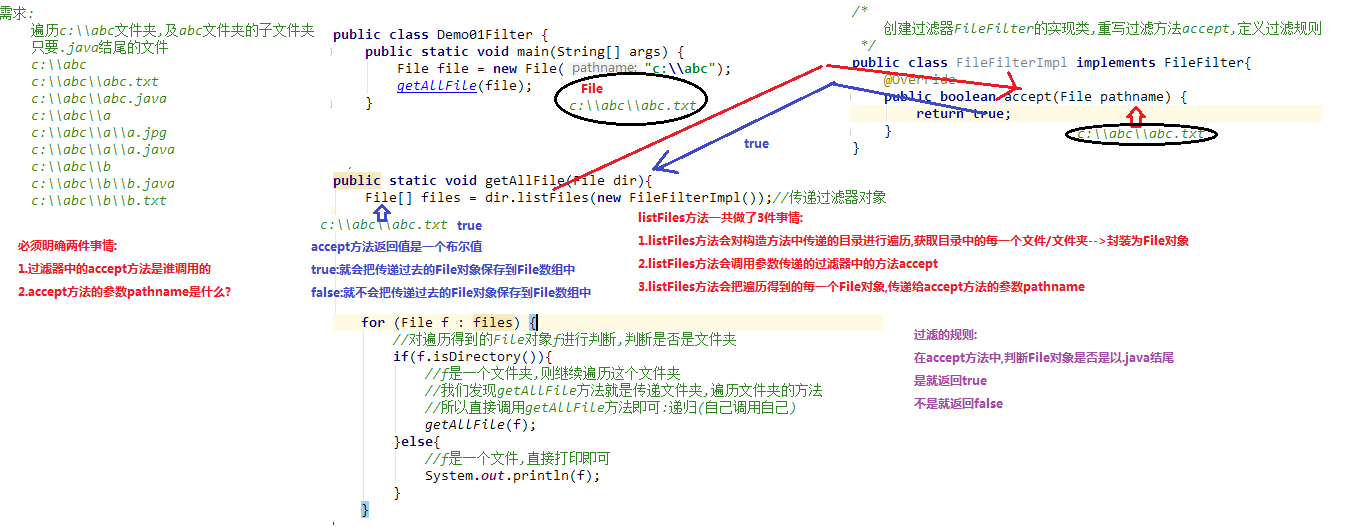 需求:
遍历c:\\abc文件夹,及abc文件夹的子文件夹
只要.java结尾的文件
c:\\abc
c:\\abc\\abc.txt
c:\\abc\\abc.java
c:\\abc\\a
c:\\abc\\a\\a.jpg
c:\\abc\\a\\a.java
c:\\abc\\b
c:\\abc\\b\\b.java
c:\\abc\\b\\b.txt
必须明确两件事情:
1.过滤器中的accept方法是谁调用的
2.accept方法的参数pathname是什么?
public class Demo01Filter {
public static void main(String[] args) {
File file = new File( pathname: "c:\\abc");
getAllFile(file);
}
File
c:\\abc\\abc.txt
/*
创建过滤器FileFilter的实现类,重写过滤方法accept,定义过滤规则
*/
public class FileFilterImpl implements FileFilter{
@Override
public boolean accept(File pathname) {
return true;
}
}
c:\\abc\\abc.txt
true
public static void getAllFile(File dir){
File[] files = dir.listFiles(new FileFilterImpl());//传递过滤器对象
c:\\abc\\abc.txt true
accept方法返回值是一个布尔值
true:就会把传递过去的File对象保存到File数组中
false:就不会把传递过去的File对象保存到File数组中
listFiles方法一共做了3件事情:
1.listFiles方法会对构造方法中传递的目录进行遍历,获取目录中的每一个文件/文件夹-->封装为File对象
2.listFiles方法会调用参数传递的过滤器中的方法accept
3.listFiles方法会把遍历得到的每一个File对象,传递给accept方法的参数pathname
for (File f : files) {
//对遍历得到的File对象f进行判断,判断是否是文件夹
if(f.isDirectory()){
//f是一个文件夹,则继续遍历这个文件夹
//我们发现getAllFile方法就是传递文件夹,遍历文件夹的方法
//所以直接调用getAllFile方法即可:递归(自己调用自己)
getAllFile(f);
}else{
//f是一个文件,直接打印即可
System.out.println(f);
}
}
过滤的规则:
在accept方法中,判断File对象是否是以.java结尾
是就返回true
不是就返回false